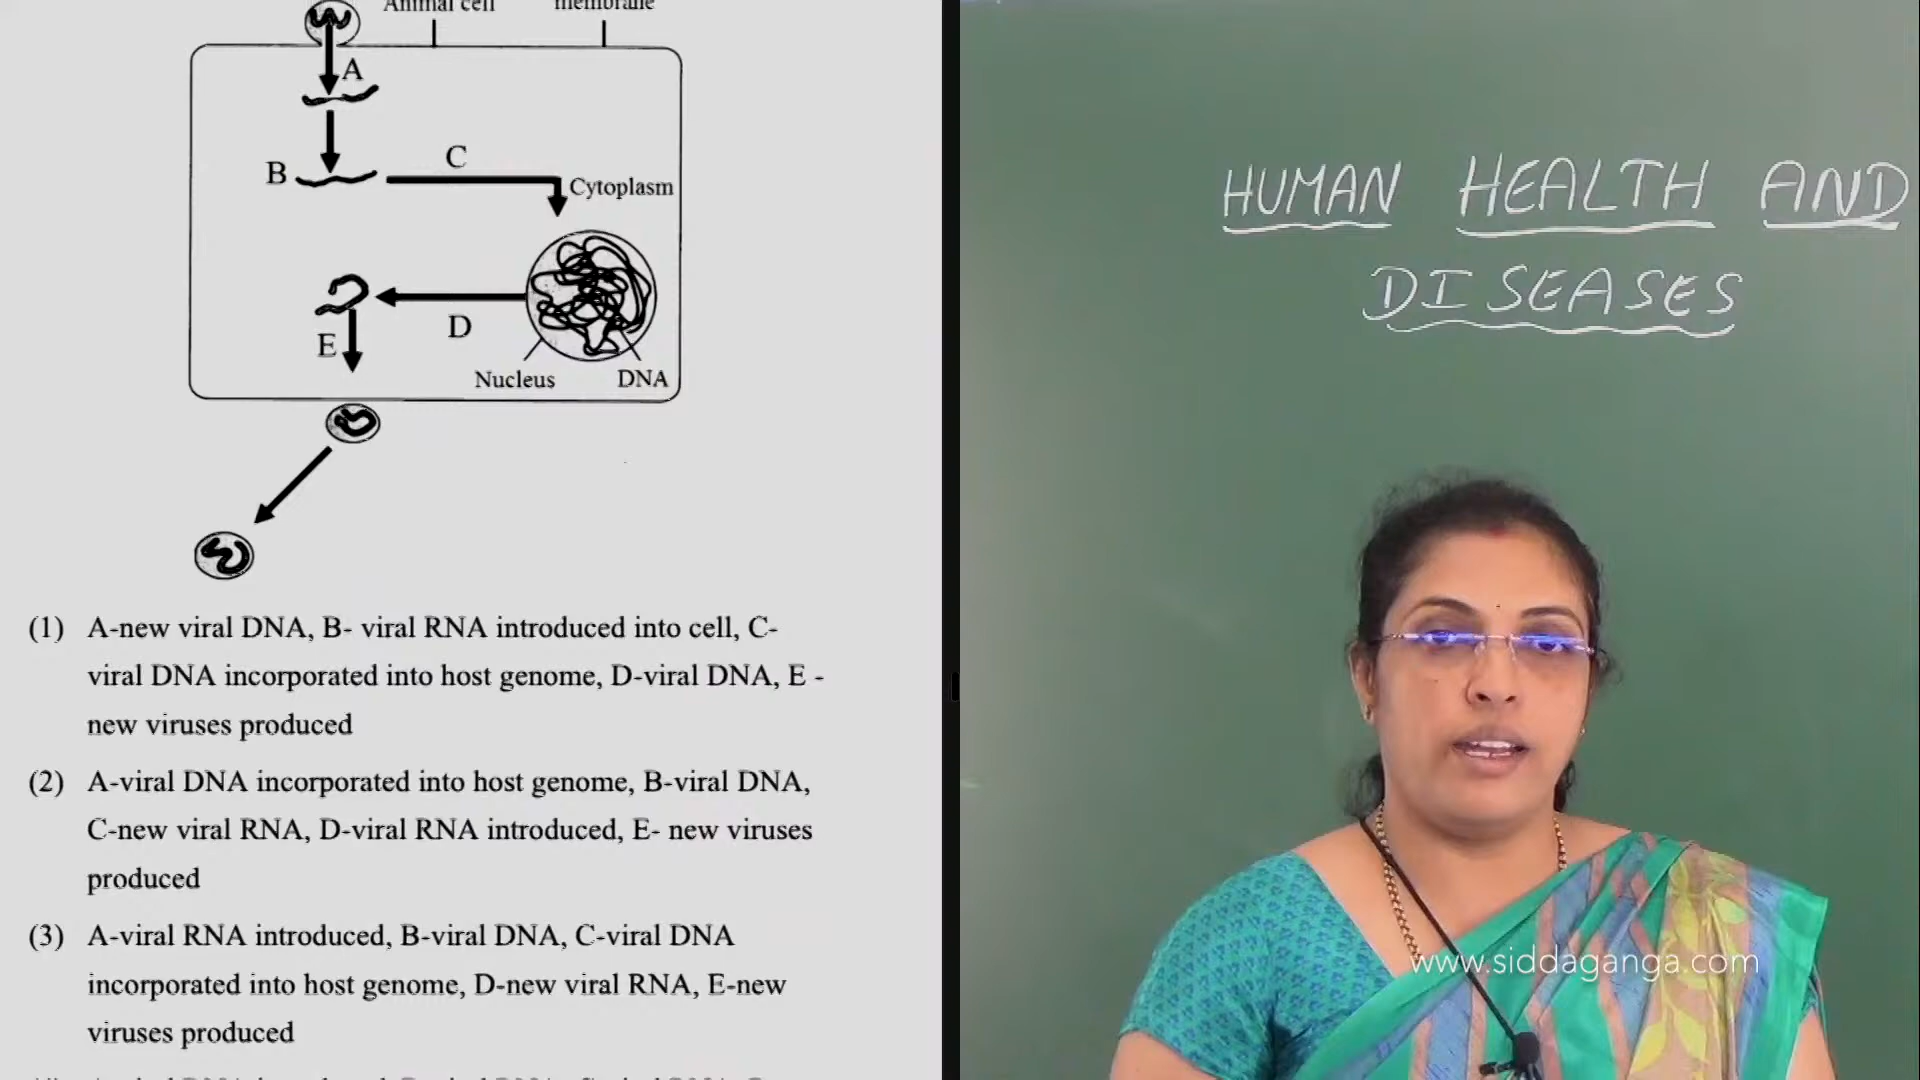 Animal cell
membrane
A
B
C
Cytoplasm
E
D
Nucleus
DNA
(1) A-new viral DNA, B- viral RNA introduced into cell, C-
viral DNA incorporated into host genome, D-viral DNA, E -
new viruses produced
(2) A-viral DNA incorporated into host genome, B-viral DNA,
C-new viral RNA, D-viral RNA introduced, E- new viruses
produced
(3) A-viral RNA introduced, B-viral DNA, C-viral DNA
incorporated into host genome, D-new viral RNA, E-new
viruses produced
HUMAN HEALTH AND
DISEASES
www.siddaganga.com